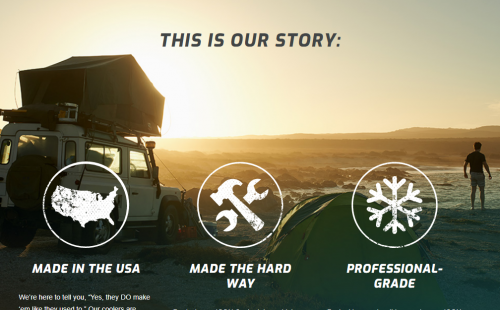 THIS IS OUR STORY:
MADE IN THE USA
MADE THE HARD
WAY
PROFESSIONAL-
GRADE
We're here to tell you, "Yes, they DO make
'em like they used to." Our coolers are